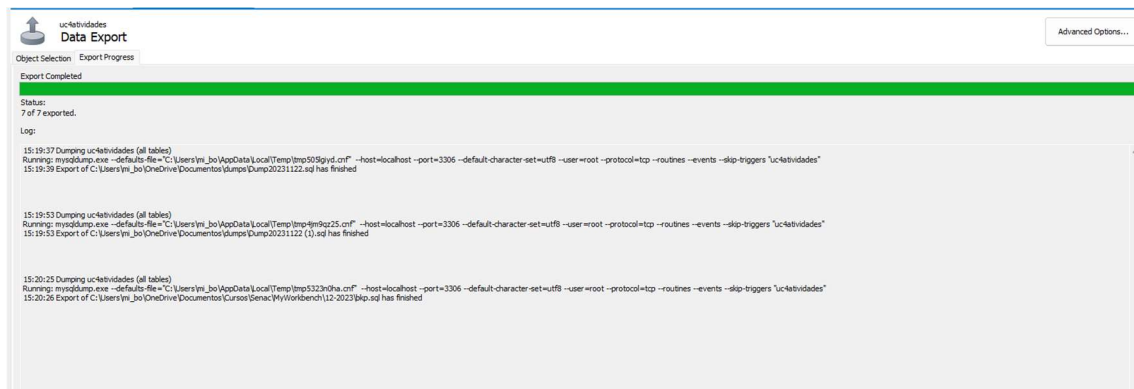 uc4atividades
Data Export
Advanced Options...
Object Selection Export Progress
Export Completed
Status:
7 of 7 exported.
Log:
15:19:37 Dumping uc4atividades (all tables)
Running: mysqldump.exe --defaults-file="C:\Users\mi_bo\AppData\Local\Temp\tmp505lgiyd.cnf" --host=localhost --port=3306 --default-character-set=utf8 --user=root --protocol=tcp --routines --events --skip-triggers "uc4atividades"
15:19:39 Export of C:\Users\mi_bo\OneDrive\Documentos\dumps\Dump20231122.sql has finished
15:19:53 Dumping uc4atividades (all tables)
Running: mysqldump.exe --defaults-file="C:\Users\mi_bo\AppData\Local\Temp\tmp4jm9qz25.cnf" --host=localhost --port=3306 --default-character-set=utf8 --user=root --protocol=tcp --routines --events --skip-triggers "uc4atividades"
15:19:53 Export of C:\Users\mi_bo\OneDrive\Documentos\dumps\Dump20231122 (1).sql has finished
15:20:25 Dumping uc4atividades (all tables)
Running: mysqldump.exe --defaults-file="C:\Users\mi_bo\AppData\Local\Temp\tmp5323n0ha.cnf" --host=localhost --port=3306 --default-character-set=utf8 --user=root --protocol=tcp --routines --events --skip-triggers "uc4atividades"
15:20:26 Export of C:\Users\mi_bo\OneDrive\Documentos\Cursos\Senac\MyWorkbench\12-2023\bkp.sql has finished